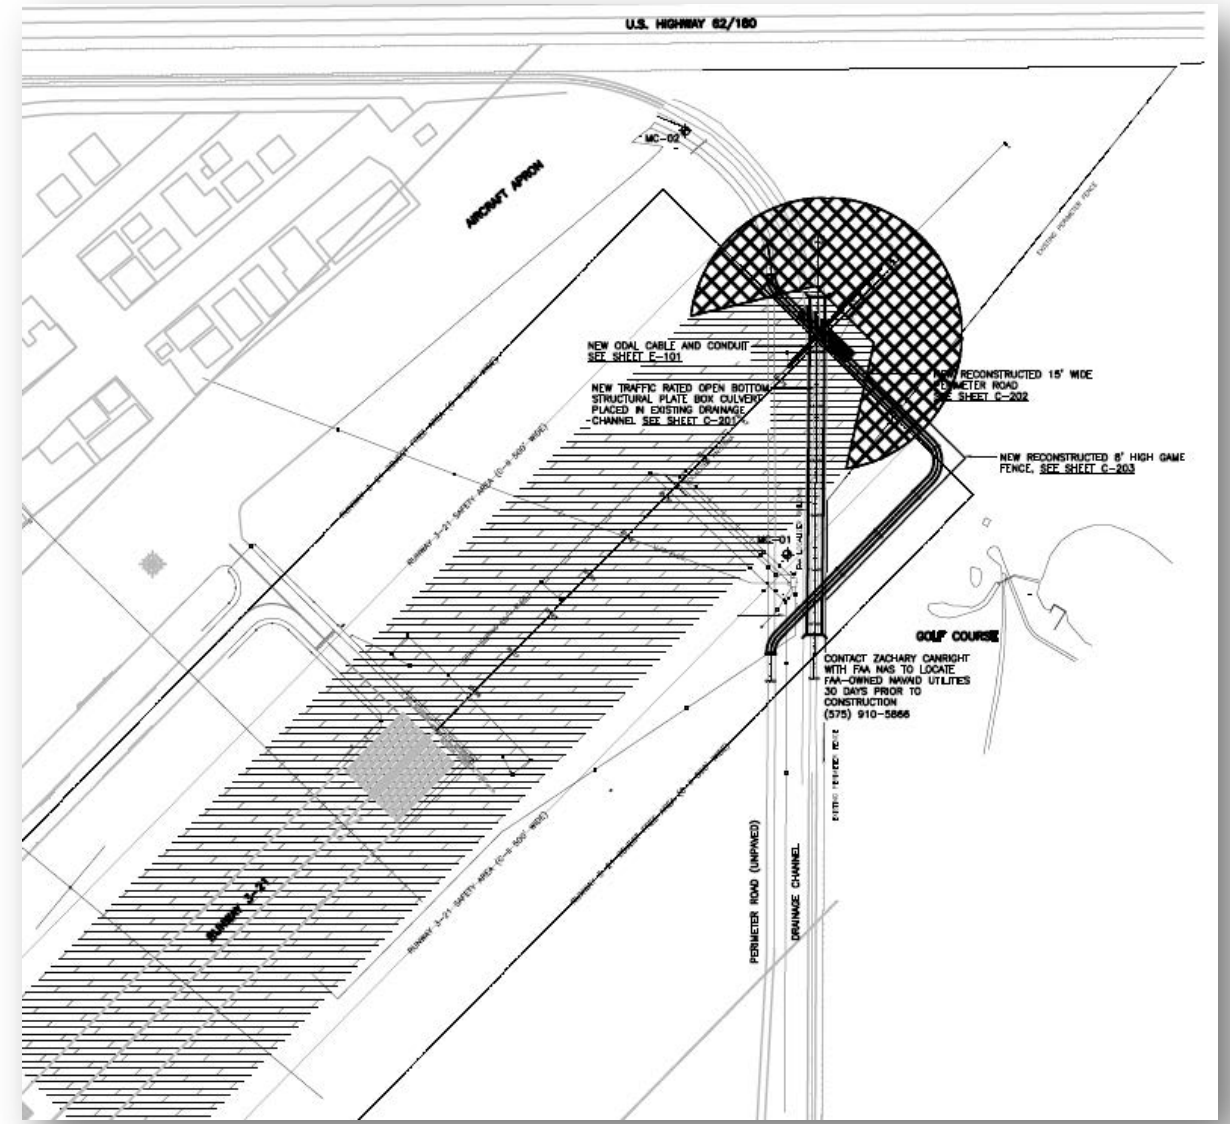 U.S. HIGHWAY 62/180
MC-02
AIRCRAFT APRON
EXISTING PERIMETER FENCE
NEW ODAL CABLE AND CONDUIT
SEE SHEET E-101
NEW TRAFFIC RATED OPEN BOTTOM
STRUCTURAL PLATE BOX CULVERT
PLACED IN EXISTING DRAINAGE
CHANNEL SEE SHEET C-201
NEW RECONSTRUCTED 15' WIDE
PERIMETER ROAD
SEE SHEET C-202
NEW RECONSTRUCTED 8' HIGH GAME
FENCE, SEE SHEET C-203
RUNWAY 3-21 SAFETY AREA (C-II 500' WIDE)
MC-01
GOLF COURSE
CONTACT ZACHARY CANRIGHT
WITH FAA NAS TO LOCATE
FAA-OWNED NAVAID UTILITIES
30 DAYS PRIOR TO
CONSTRUCTION
(575) 910-5866
EXISTING PERIMETER FENCE
RUNWAY 3-21 SAFETY AREA (C-II 500' WIDE)
RUNWAY 3-21
PERIMETER ROAD (UNPAVED)
DRAINAGE CHANNEL